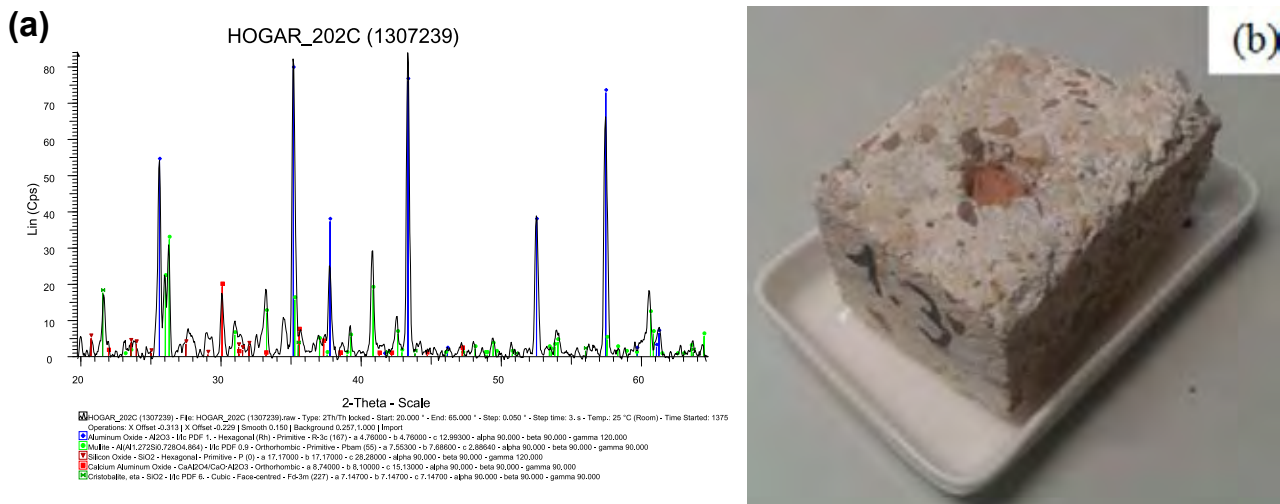 (a)
HOGAR_202C (1307239)
Lin (Cps)
80
70
60
50
40
30
20
10
0
20 30 40 50 60
2-Theta - Scale
HOGAR_202C (1307239) - File: HOGAR_202C (1307239).raw - Type: 2Th/Th locked - Start: 20.000 ° - End: 65.000 ° - Step: 0.050 ° - Step time: 3. s - Temp.: 25 °C (Room) - Time Started: 1375
Operations: X Offset -0.313 | X Offset -0.229 | Smooth 0.150 | Background 0.257,1.000 | Import
Aluminum Oxide - Al2O3 - I/Ic PDF 1. - Hexagonal (Rh) - Primitive - R-3c (167) - a 4.76000 - b 4.76000 - c 12.99300 - alpha 90.000 - beta 90.000 - gamma 120.000
Mullite - Al(Al1.272Si0.728O4.864) - I/Ic PDF 0.9 - Orthorhombic - Primitive - Pbam (55) - a 7.55300 - b 7.68600 - c 2.88640 - alpha 90.000 - beta 90.000 - gamma 90.000
Silicon Oxide - SiO2 - Hexagonal - Primitive - P (0) - a 17.17000 - b 17.17000 - c 28.28000 - alpha 90.000 - beta 90.000 - gamma 120.000
Calcium Aluminum Oxide - CaAl2O4/CaO·Al2O3 - Orthorhombic - a 8.74000 - b 8.10000 - c 15.13000 - alpha 90.000 - beta 90.000 - gamma 90.000
Cristobalite, eta - SiO2 - I/Ic PDF 6. - Cubic - Face-centred - Fd-3m (227) - a 7.14700 - b 7.14700 - c 7.14700 - alpha 90.000 - beta 90.000 - gamma 90.000
(b)